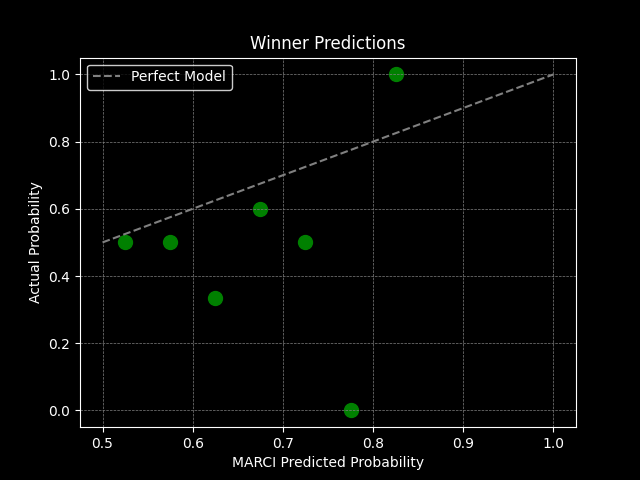 Winner Predictions
Perfect Model
Actual Probability
1.0
0.8
0.6
0.4
0.2
0.0
0.5 0.6 0.7 0.8 0.9 1.0
MARCI Predicted Probability